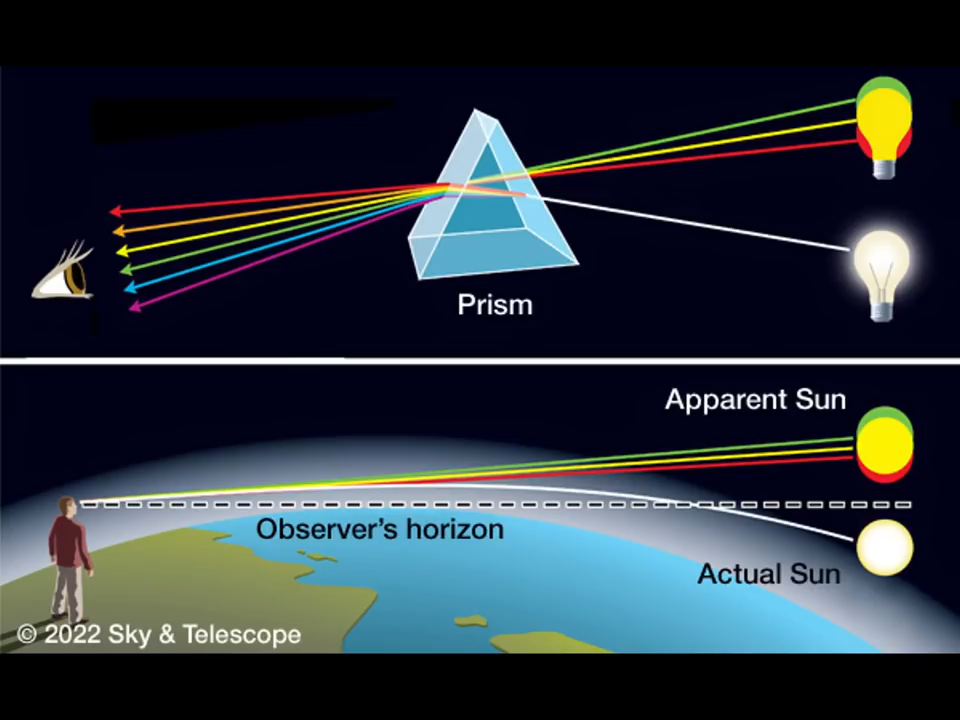 Prism
Apparent Sun
Observer's horizon
Actual Sun
© 2022 Sky & Telescope